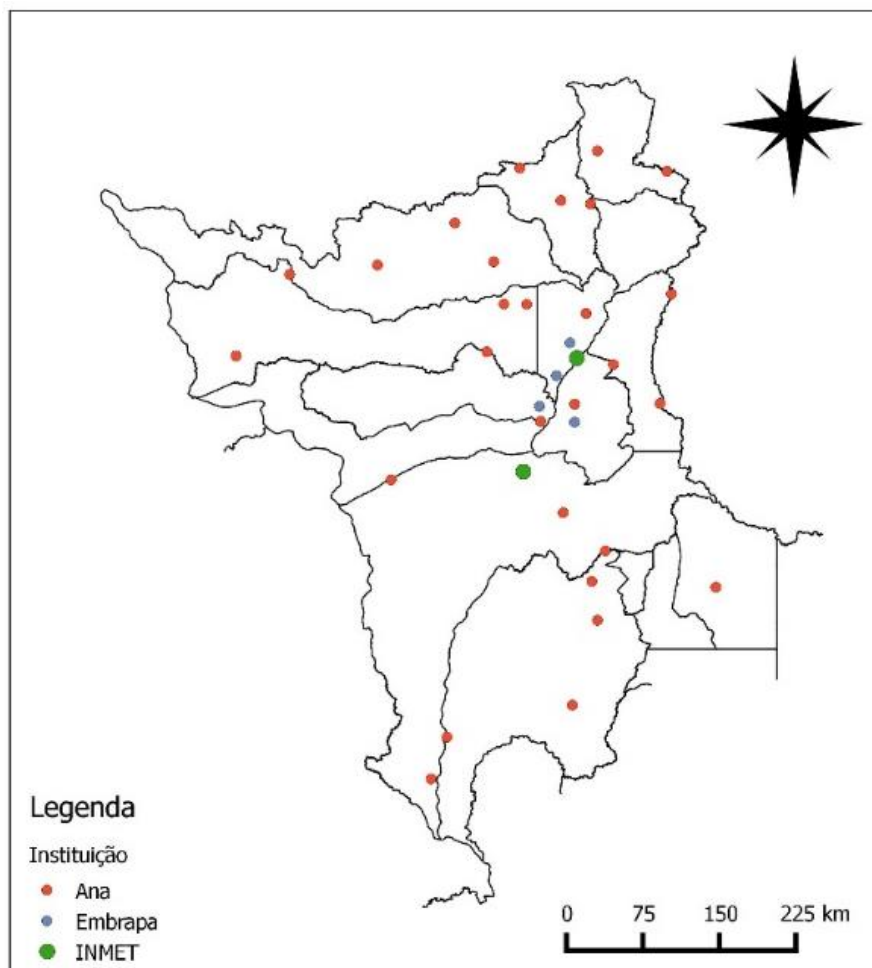 Legenda
Instituição
Ana
Embrapa
INMET
0 75 150 225 km